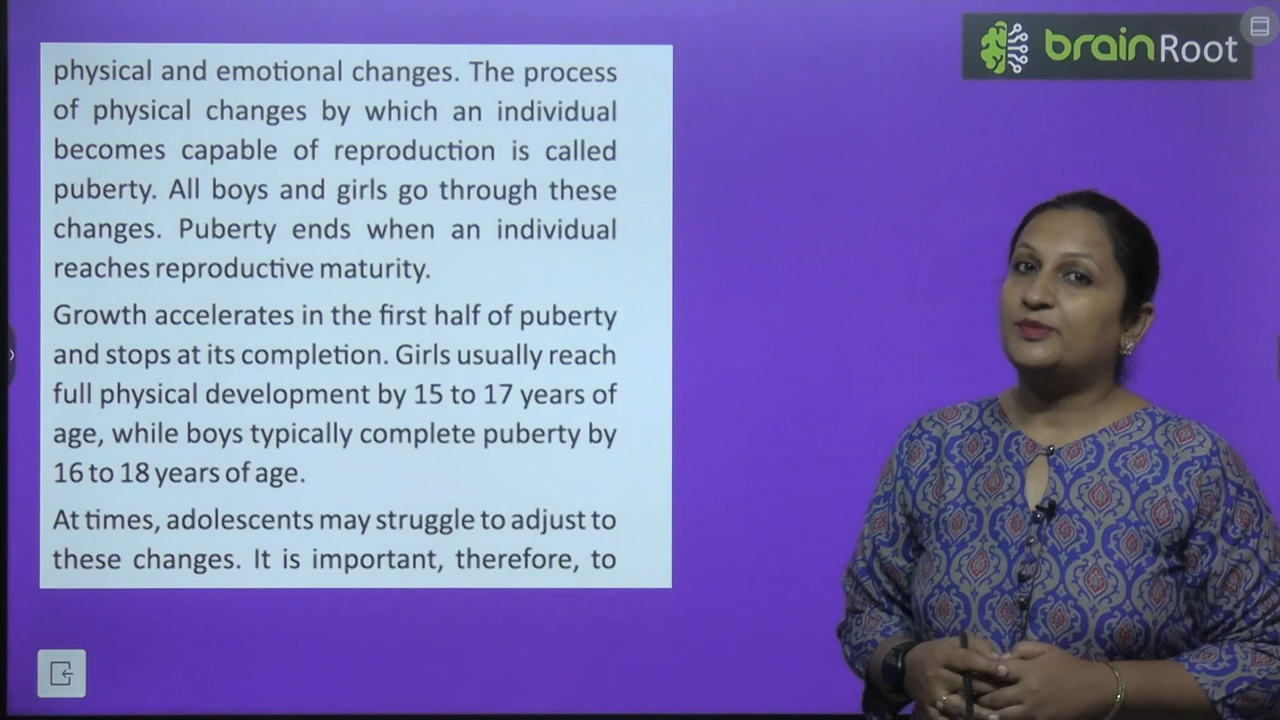 physical and emotional changes. The process
of physical changes by which an individual
becomes capable of reproduction is called
puberty. All boys and girls go through these
changes. Puberty ends when an individual
reaches reproductive maturity.
Growth accelerates in the first half of puberty
and stops at its completion. Girls usually reach
full physical development by 15 to 17 years of
age, while boys typically complete puberty by
16 to 18 years of age.
At times, adolescents may struggle to adjust to
these changes. It is important, therefore, to
brainRoot